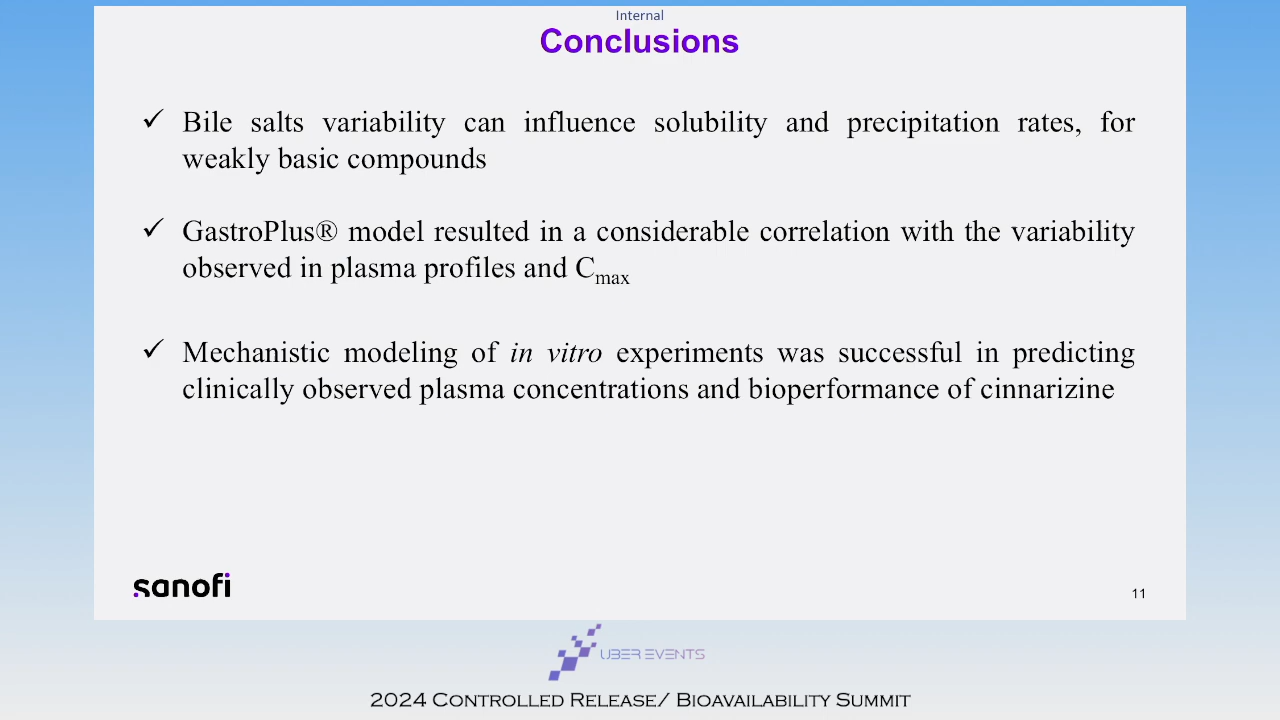 Internal
Conclusions
✓ Bile salts variability can influence solubility and precipitation rates, for
weakly basic compounds
✓ GastroPlus® model resulted in a considerable correlation with the variability
observed in plasma profiles and Cmax
✓ Mechanistic modeling of in vitro experiments was successful in predicting
clinically observed plasma concentrations and bioperformance of cinnarizine
sanofi
11
UBER EVENTS
2024 CONTROLLED RELEASE/ BIOAVAILABILITY SUMMIT